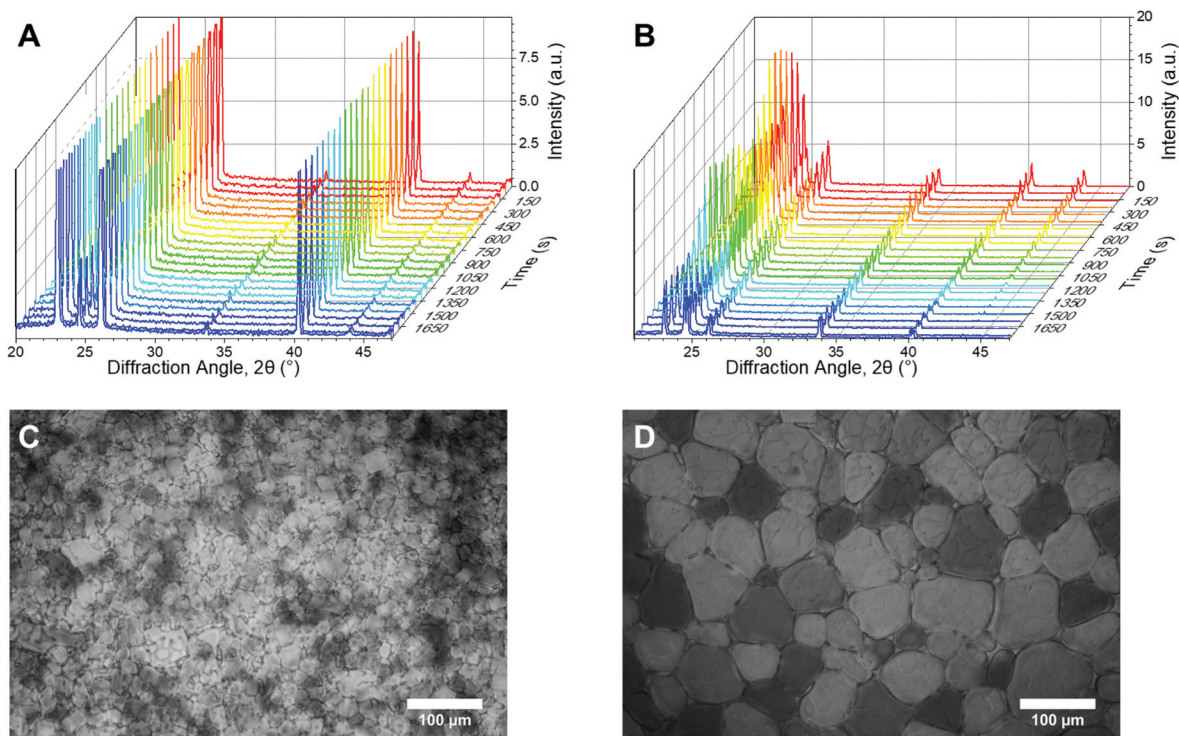 A
7.5
5.0
2.5
0.0
Intensity (a.u.)
150
300
450
600
750
900
1050
1200
1350
1500
1650
Time (s)
20 25 30 35 40 45
Diffraction Angle, 2θ (°)
B
20
15
10
5
0
Intensity (a.u.)
150
300
450
600
750
900
1050
1200
1350
1500
1650
Time (s)
25 30 35 40 45
Diffraction Angle, 2θ (°)
C
100 µm
D
100 µm